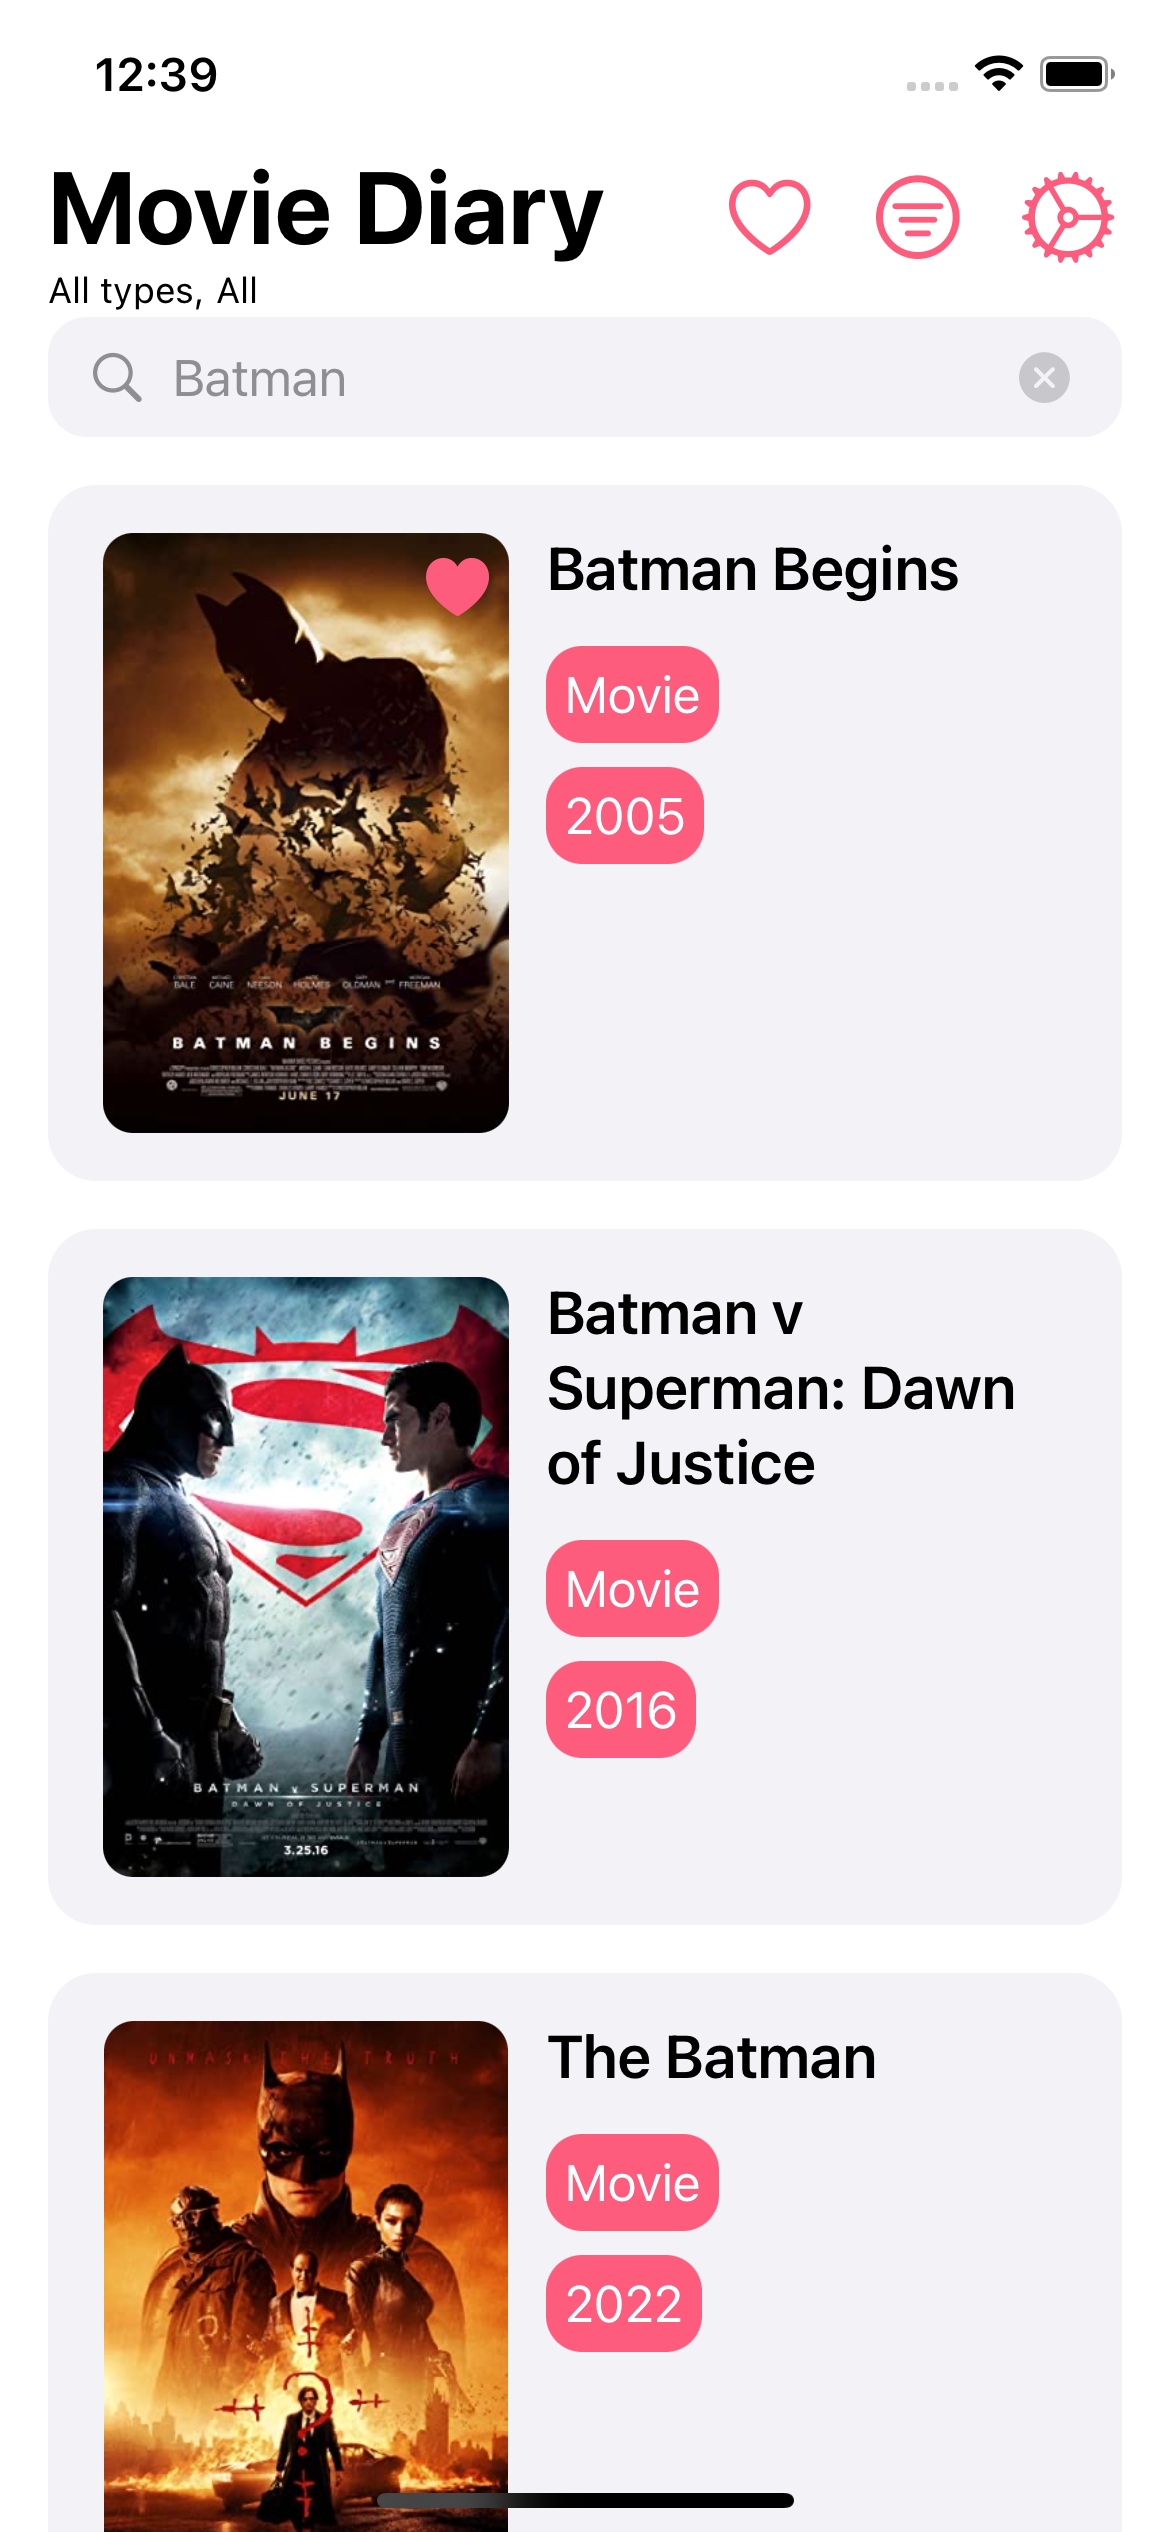 12:39
Movie Diary
All types, All
Batman
Batman Begins
Movie
2005
BALE CAINE NEESON HOLMES OLDMAN FREEMAN
BATMAN BEGINS
JUNE 17
Batman v
Superman: Dawn
of Justice
Movie
2016
BATMAN v SUPERMAN
DAWN OF JUSTICE
3.25.16
The Batman
Movie
2022
UNMASK THE TRUTH